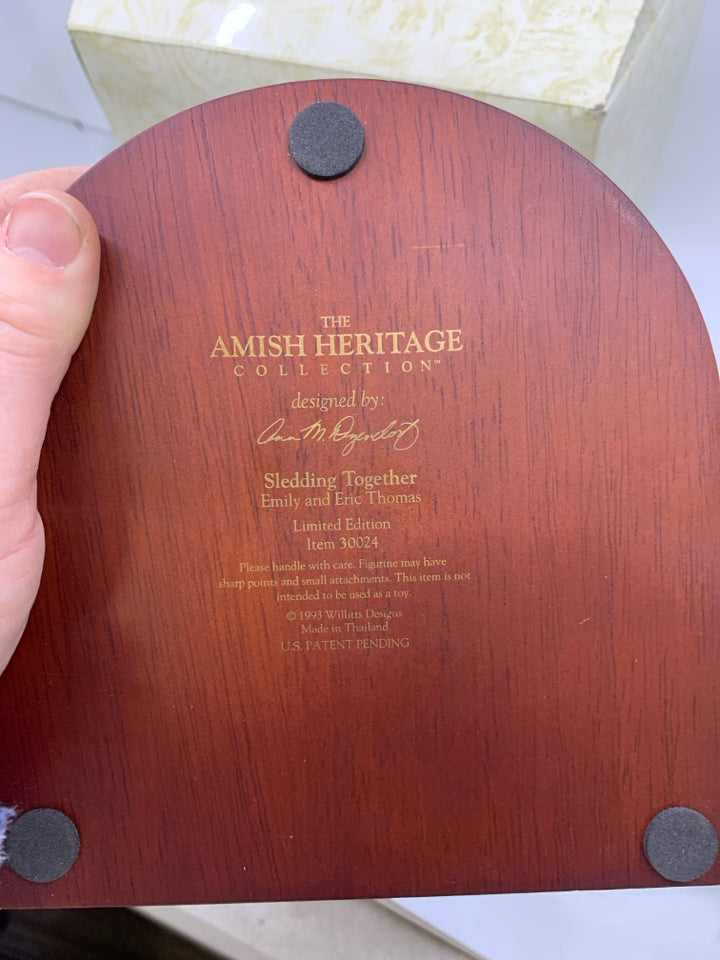 THE
AMISH HERITAGE
COLLECTION™
designed by:
Ann M. Dezendorf
Sledding Together
Emily and Eric Thomas
Limited Edition
Item 30024
Please handle with care. Figurine may have
sharp points and small attachments. This item is not
intended to be used as a toy.
© 1993 Willitts Designs
Made in Thailand
U.S. PATENT PENDING